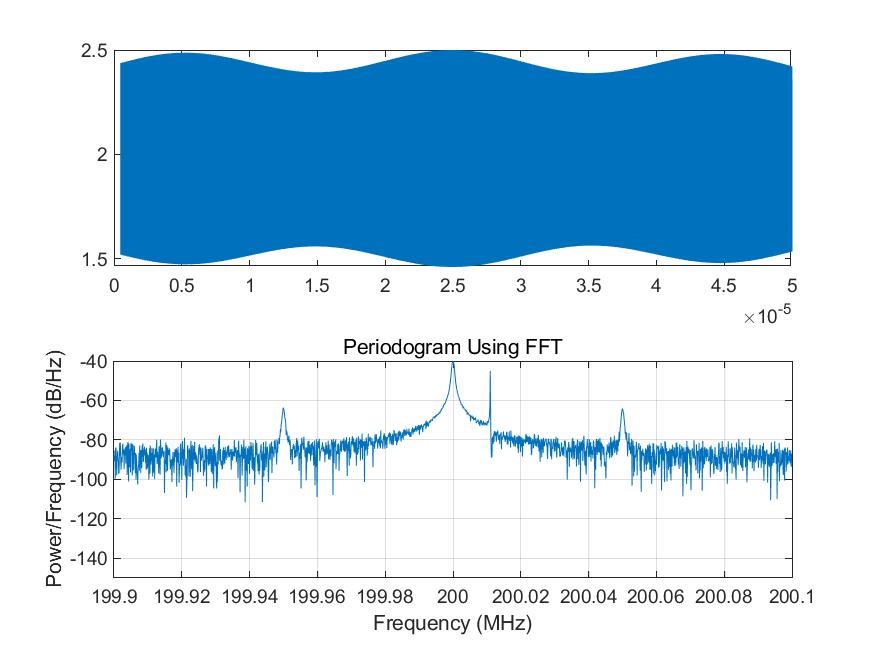 2.5
2
1.5
0 0.5 1 1.5 2 2.5 3 3.5 4 4.5 5
×10-5
Periodogram Using FFT
Power/Frequency (dB/Hz)
-40
-60
-80
-100
-120
-140
199.9 199.92 199.94 199.96 199.98 200 200.02 200.04 200.06 200.08 200.1
Frequency (MHz)